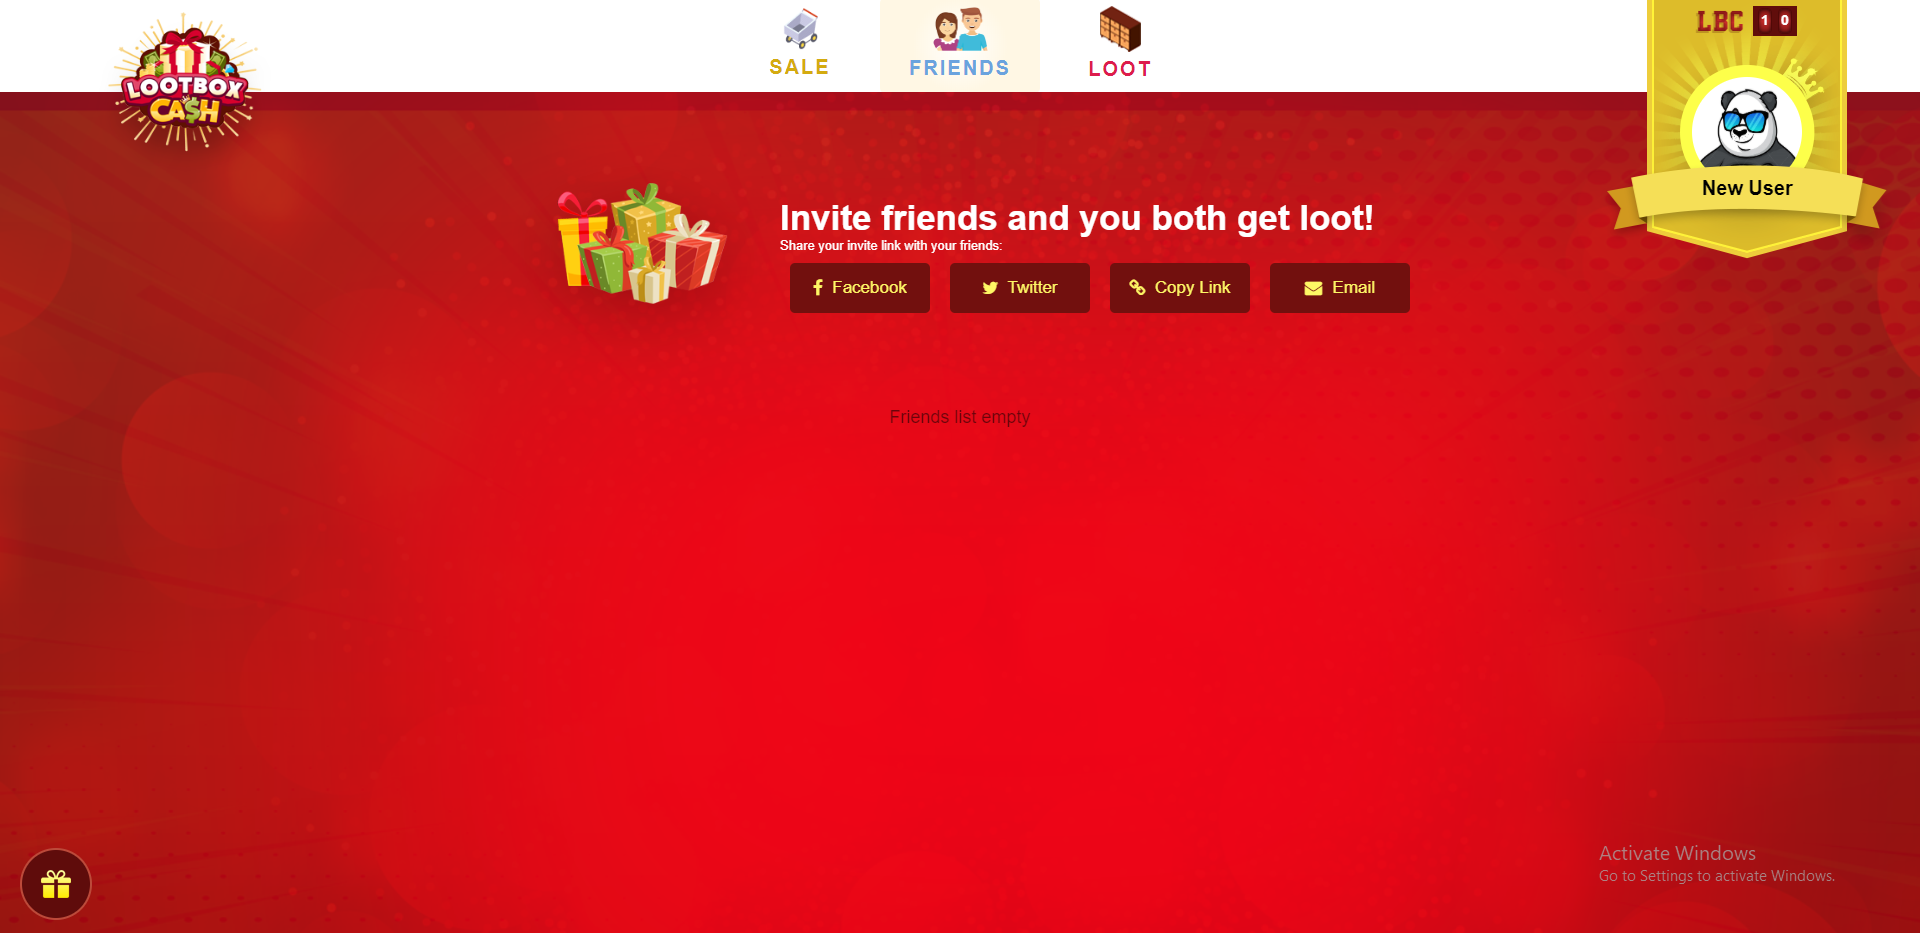 LOOTBOX
CA$H
SALE
FRIENDS
LOOT
LBC 10
New User
Invite friends and you both get loot!
Share your invite link with your friends:
Facebook
Twitter
Copy Link
Email
Friends list empty
Activate Windows
Go to Settings to activate Windows.